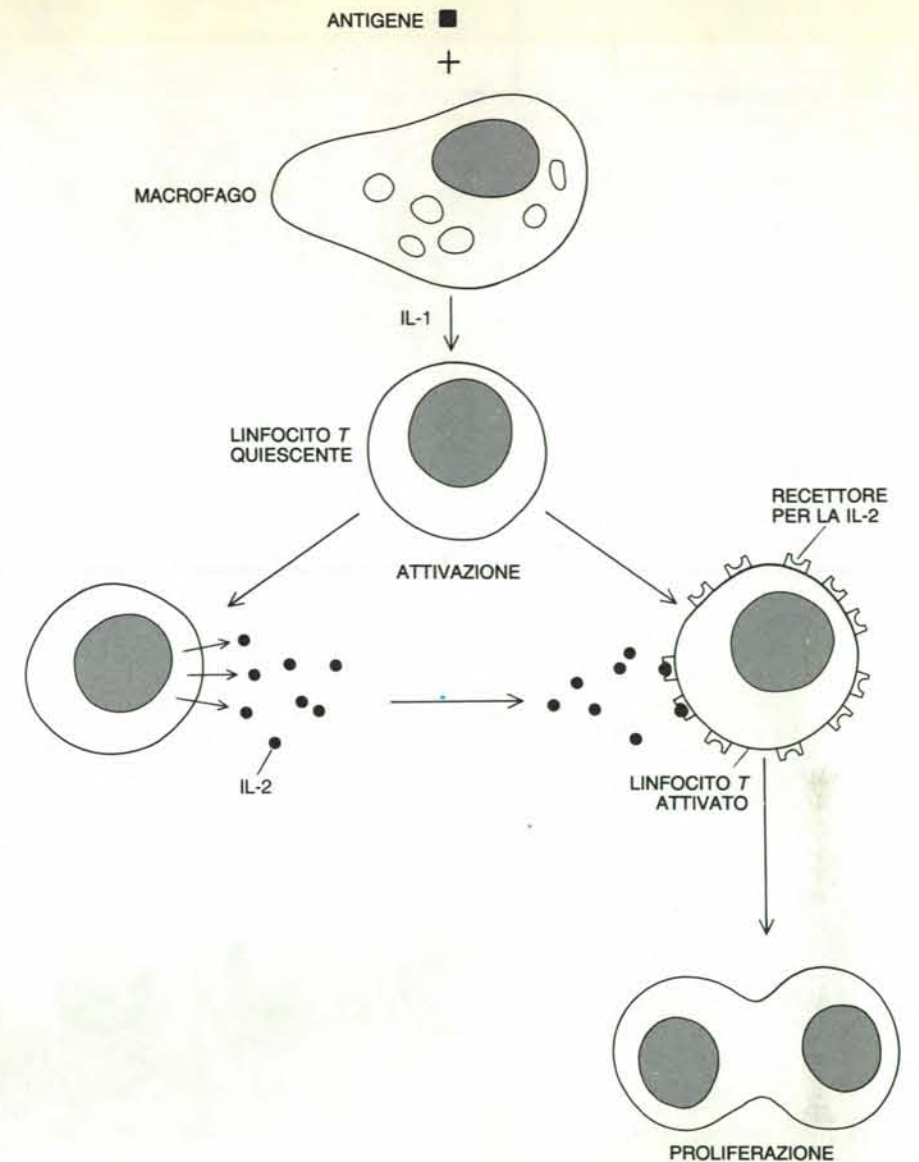 ANTIGENE
+
MACROFAGO
IL-1
LINFOCITO T
QUIESCENTE
ATTIVAZIONE
RECETTORE
PER LA IL-2
IL-2
LINFOCITO T
ATTIVATO
PROLIFERAZIONE